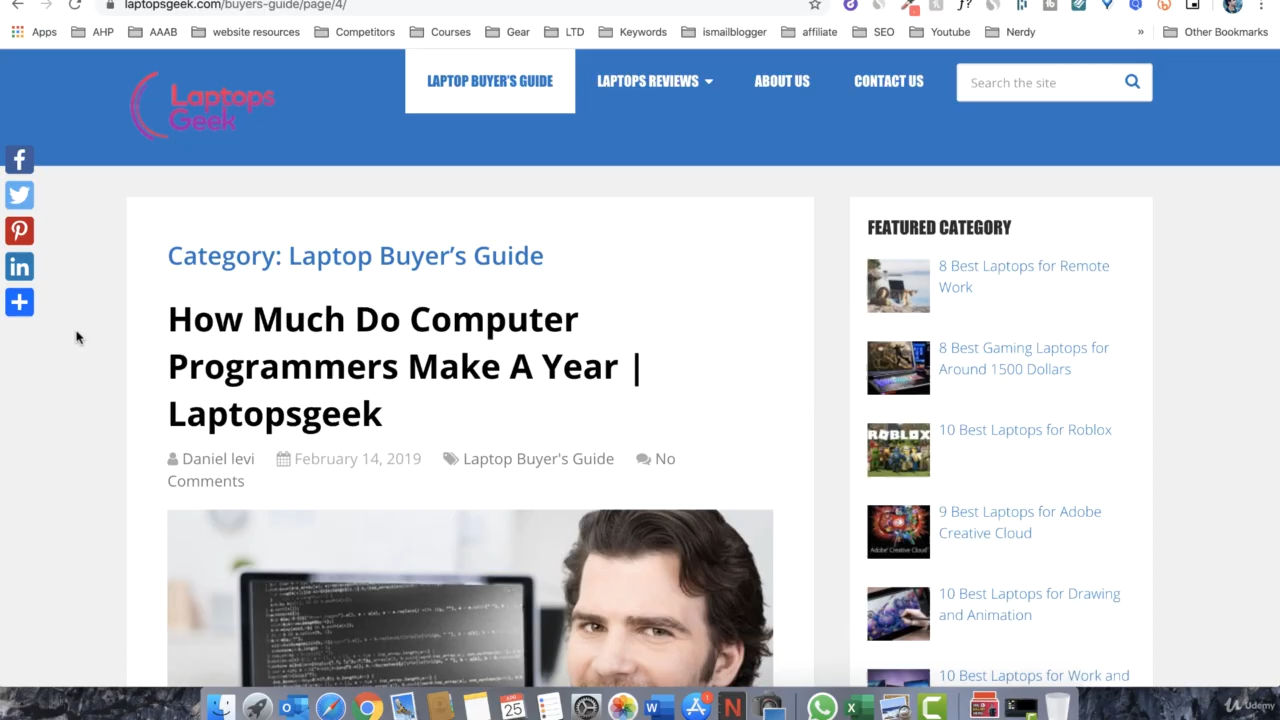 laptopsgeek.com/buyers-guide/page/4/
Apps AHP AAAB website resources Competitors Courses Gear LTD Keywords ismailblogger affiliate SEO Youtube Nerdy » Other Bookmarks
Laptops
Geek
LAPTOP BUYER'S GUIDE LAPTOPS REVIEWS ABOUT US CONTACT US Search the site
Category: Laptop Buyer's Guide
How Much Do Computer
Programmers Make A Year |
Laptopsgeek
Daniel levi February 14, 2019 Laptop Buyer's Guide No
Comments
FEATURED CATEGORY
8 Best Laptops for Remote
Work
8 Best Gaming Laptops for
Around 1500 Dollars
ROBLOX
10 Best Laptops for Roblox
9 Best Laptops for Adobe
Creative Cloud
Adobe Creative Cloud
10 Best Laptops for Drawing
and Animation
10 Best Laptops for Work and
APR
25
1
Udemy